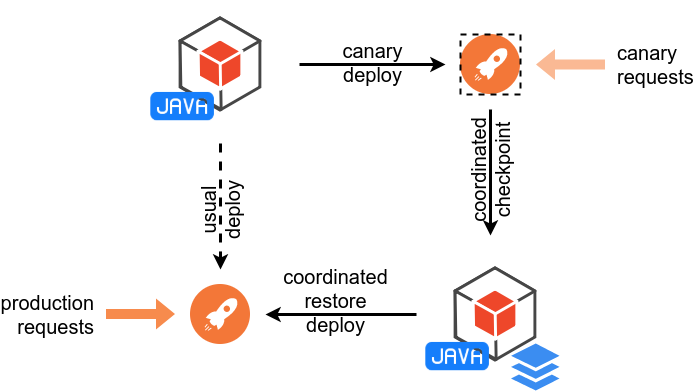 canary
deploy
canary
requests
JAVA
coordinated
checkpoint
usual
deploy
coordinated
restore
deploy
production
requests
JAVA